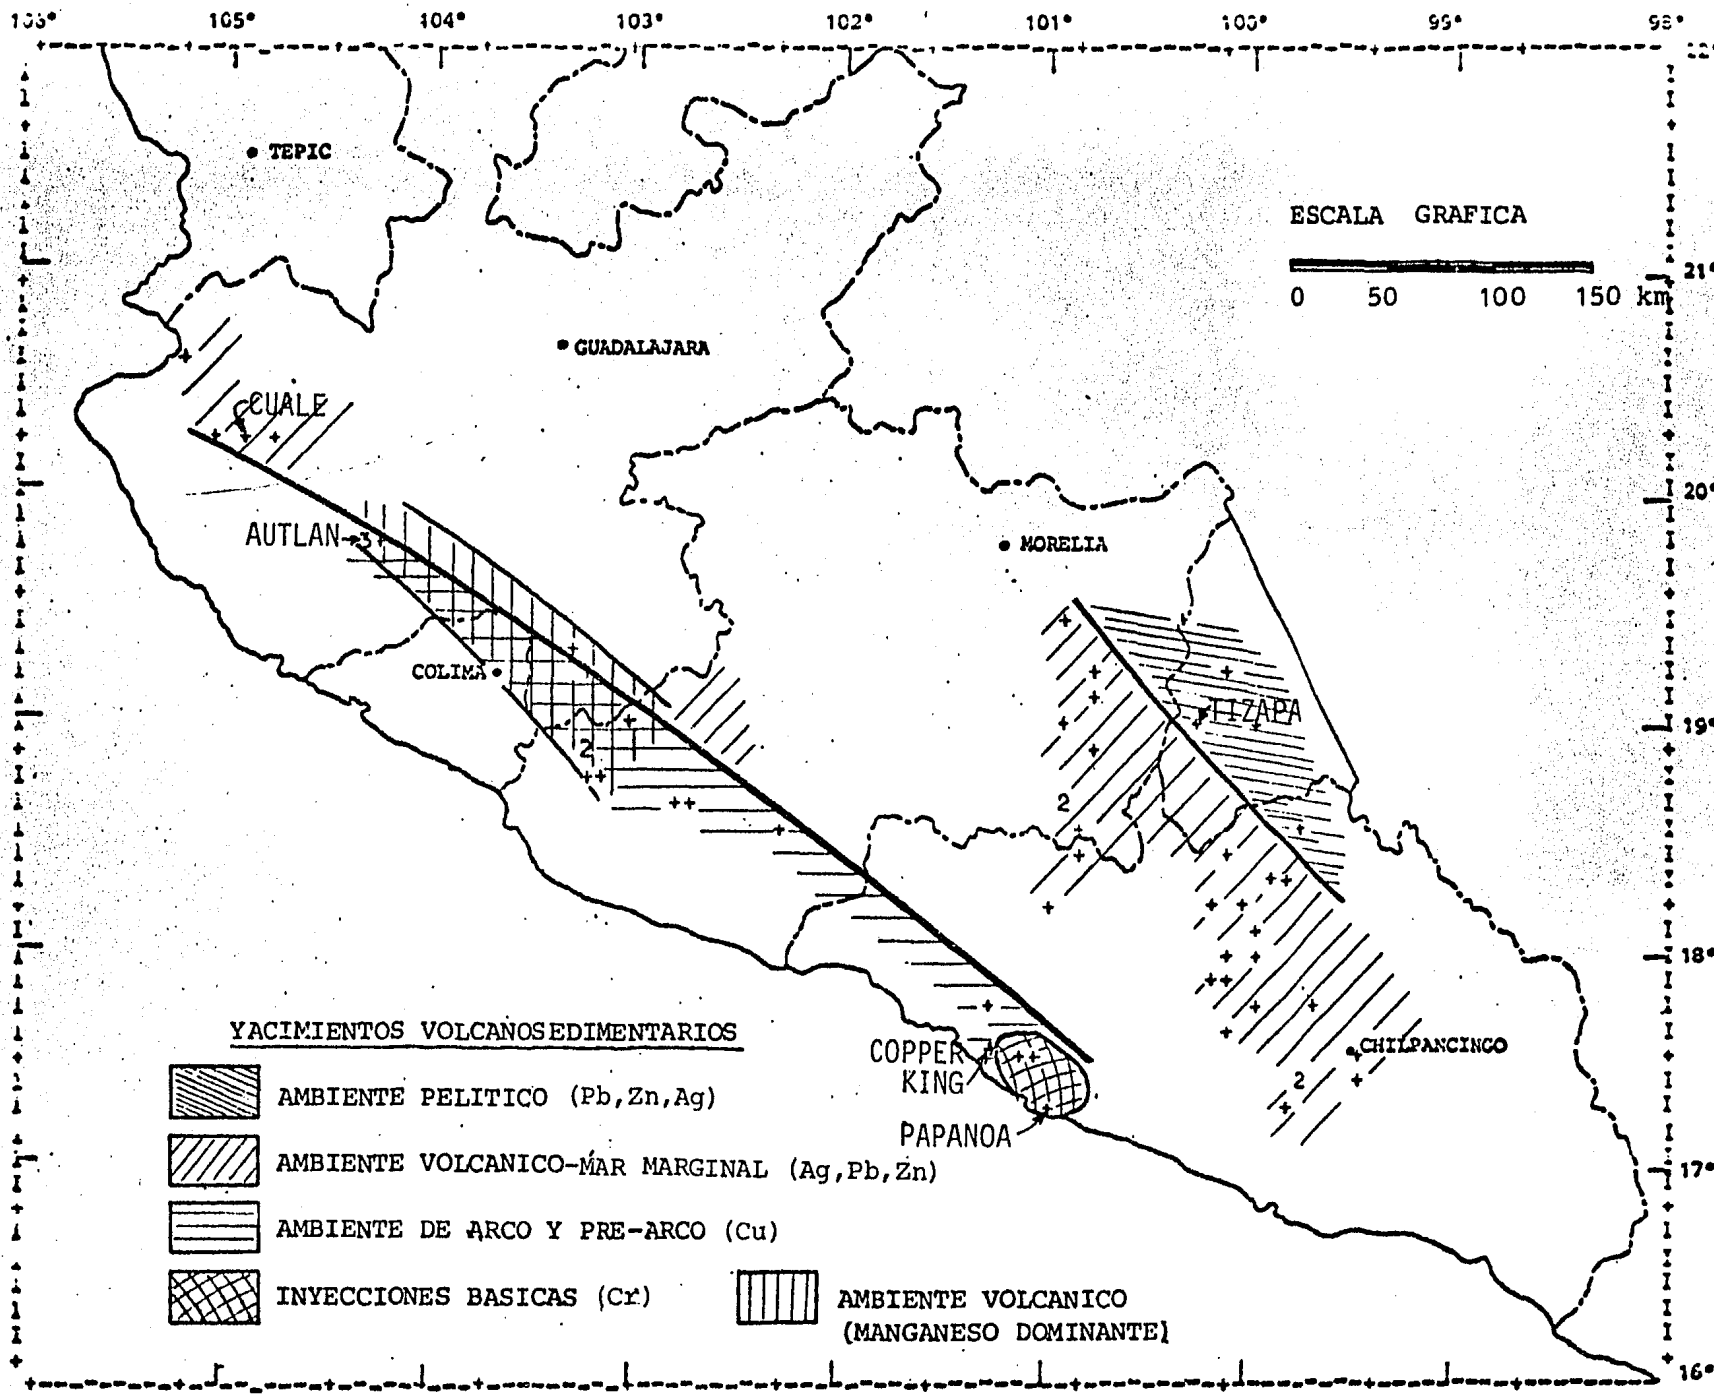 106° 105° 104° 103° 102° 101° 100° 99° 98°
TEPIC
ESCALA GRAFICA
0 50 100 150 km
21°
GUADALAJARA
CUALE
20°
AUTLAN
3
MORELIA
COLIMA
TIZAPA
19°
2
2
18°
YACIMIENTOS VOLCANOSEDIMENTARIOS
COPPER
KING
CHILPANCINGO
2
AMBIENTE PELITICO (Pb,Zn,Ag)
PAPANOA
AMBIENTE VOLCANICO-MAR MARGINAL (Ag,Pb,Zn)
17°
AMBIENTE DE ARCO Y PRE-ARCO (Cu)
INYECCIONES BASICAS (Cr)
AMBIENTE VOLCANICO
(MANGANESO DOMINANTE)
16°